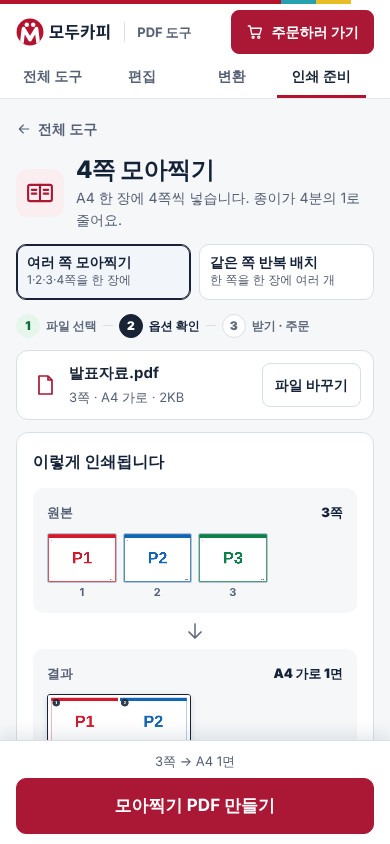 모두카피
PDF 도구
주문하러 가기
전체 도구
편집
변환
인쇄 준비
← 전체 도구
4쪽 모아찍기
A4 한 장에 4쪽씩 넣습니다. 종이가 4분의 1로
줄어요.
여러 쪽 모아찍기
1·2·3·4쪽을 한 장에
같은 쪽 반복 배치
한 쪽을 한 장에 여러 개
1 파일 선택
2 옵션 확인
3 받기 · 주문
발표자료.pdf
3쪽 · A4 가로 · 2KB
파일 바꾸기
이렇게 인쇄됩니다
원본
3쪽
P1
P2
P3
1
2
3
↓
결과
A4 가로 1면
P1
P2
3쪽 → A4 1면
모아찍기 PDF 만들기